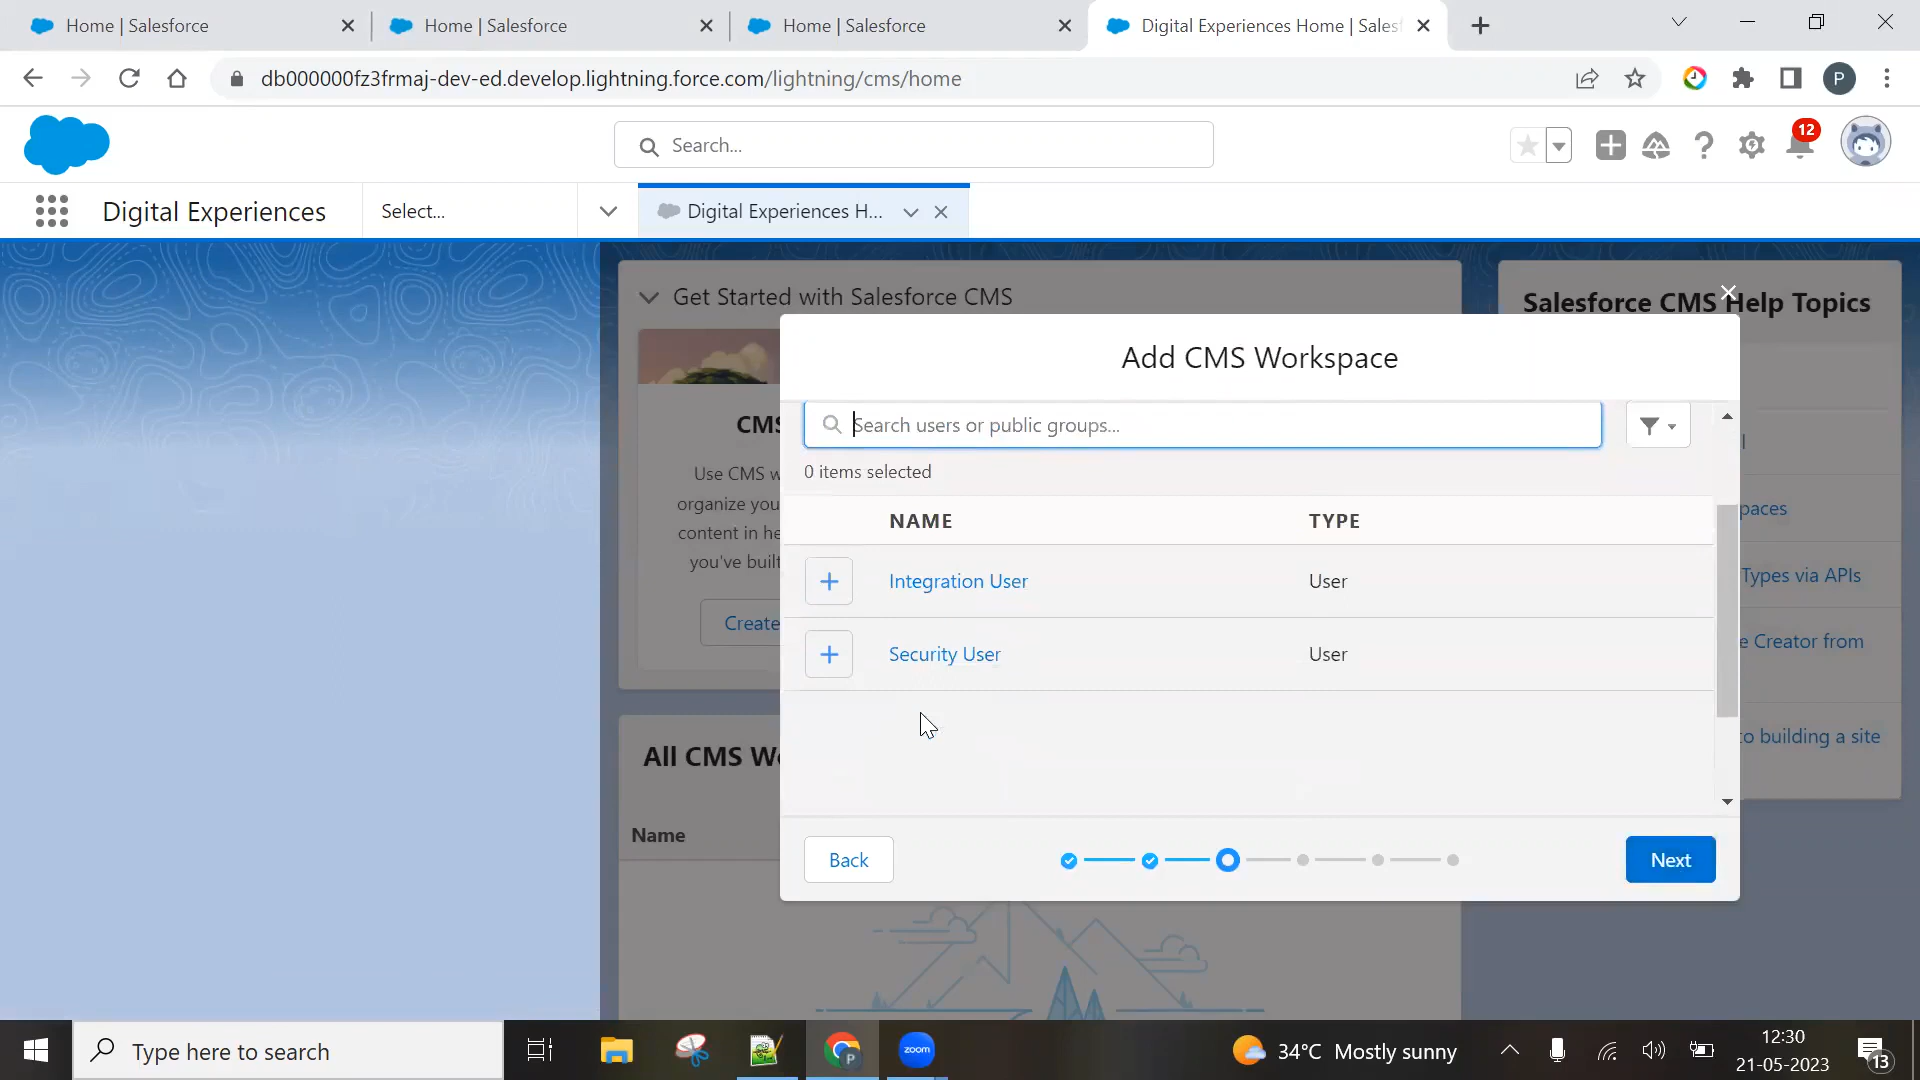 Home | Salesforce
Home | Salesforce
Home | Salesforce
Digital Experiences Home | Sales
db000000fz3frmaj-dev-ed.develop.lightning.force.com/lightning/cms/home
P
Search...
12
Digital Experiences
Select...
Digital Experiences H...
Get Started with Salesforce CMS
Salesforce CMS Help Topics
Add CMS Workspace
Search users or public groups...
0 items selected
CMS
Use CMS w
organize you
content in he
you've built
Create
NAME TYPE
Integration User User
Security User User
paces
Types via APIs
e Creator from
to building a site
All CMS Wo
Name
Back
Next
Type here to search
zoom
34°C Mostly sunny
12:30
21-05-2023
13